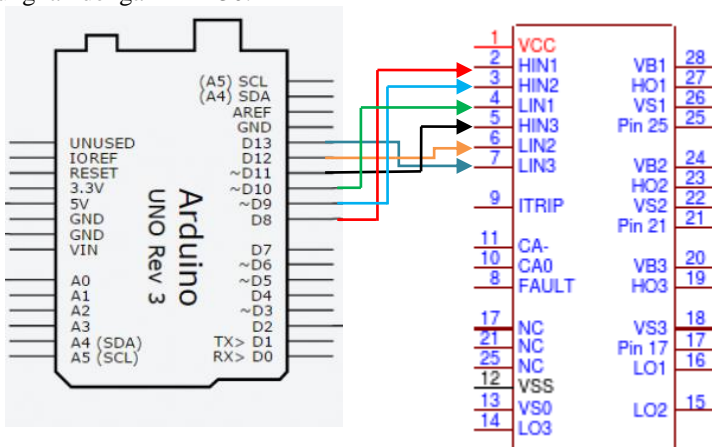 dengan
(A5) SCL
(A4) SDA
AREF
GND
UNUSED
IOREF
RESET
3.3V
5V
GND
GND
VIN
A0
A1
A2
A3
A4 (SDA)
A5 (SCL)
Arduino
UNO Rev 3
D13
D12
~D11
~D10
~D9
D8
D7
~D6
~D5
D4
~D3
D2
TX> D1
RX> D0
1 VCC
2 HIN1
3 HIN2
4 LIN1
5 HIN3
6 LIN2
7 LIN3
9 ITRIP
11 CA-
10 CA0
8 FAULT
17 NC
21 NC
25 NC
12 VSS
13 VS0
14 LO3
VB1 28
HO1 27
VS1 26
Pin 25 25
VB2 24
HO2 23
VS2 22
Pin 21 21
VB3 20
HO3 19
VS3 18
Pin 17 17
LO1 16
LO2 15